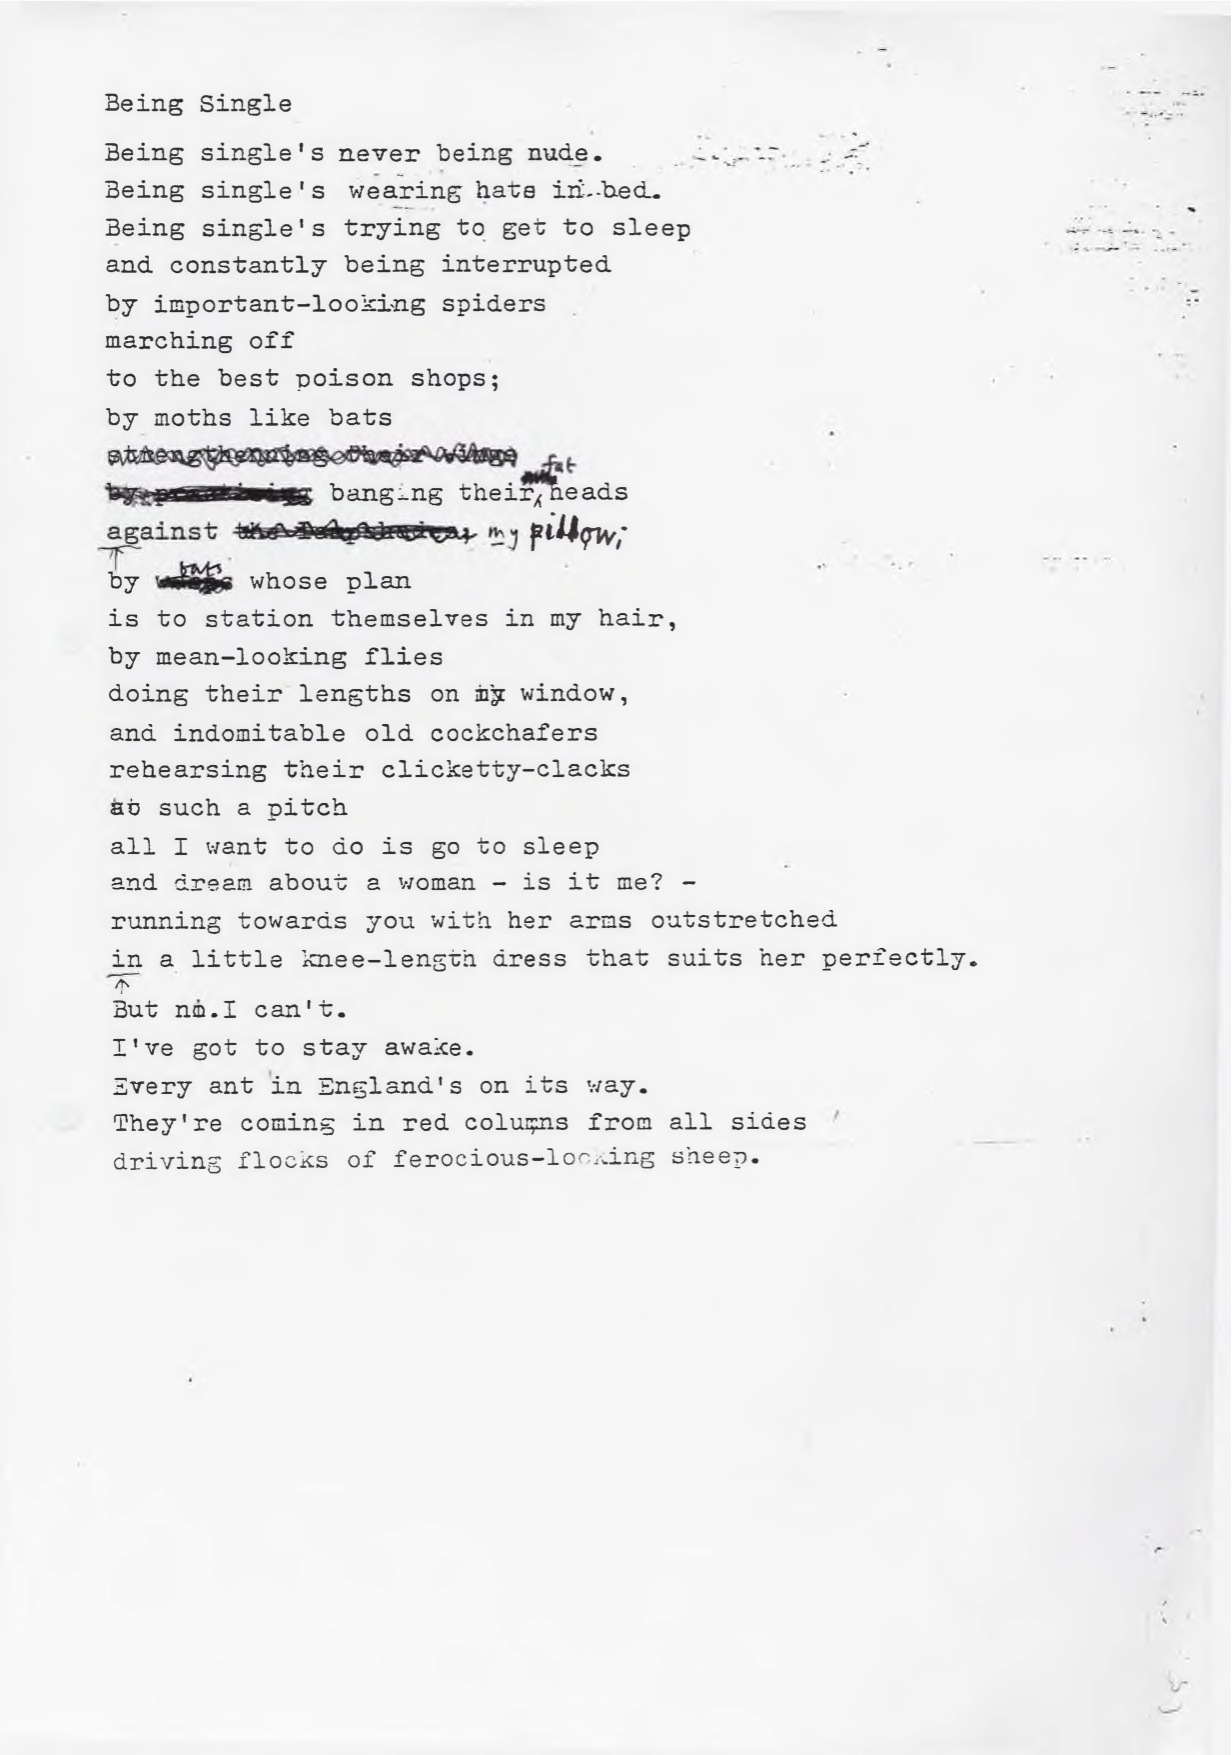 Being Single
Being single's never being nude.
Being single's wearing hats in bed.
Being single's trying to get to sleep
and constantly being interrupted
by important-looking spiders
marching off
to the best poison shops;
by moths like bats
strengthening their wings
fat
by practising banging their heads
against the lampshades; my pillow;
bats
by whose plan
is to station themselves in my hair,
by mean-looking flies
doing their lengths on my window,
and indomitable old cockchafers
rehearsing their clicketty-clacks
at such a pitch
all I want to do is go to sleep
and dream about a woman - is it me? -
running towards you with her arms outstretched
in a little knee-length dress that suits her perfectly.
But no.I can't.
I've got to stay awake.
Every ant in England's on its way.
They're coming in red columns from all sides
driving flocks of ferocious-looking sheep.